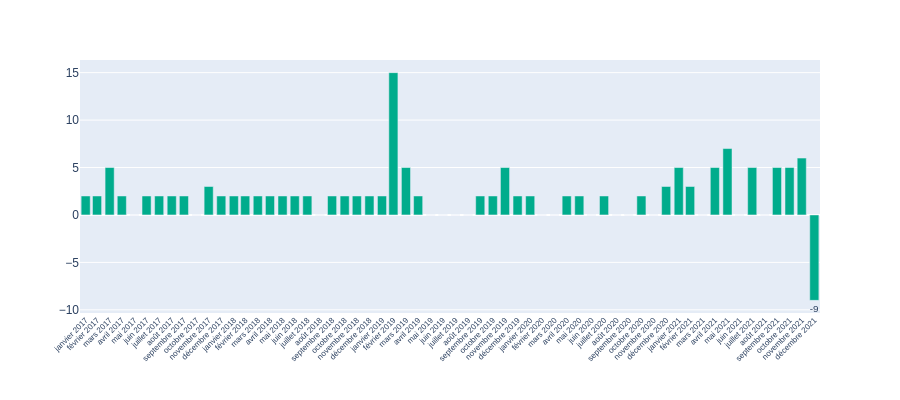 15
10
5
0
−5
−10
-9
janvier 2017
février 2017
mars 2017
avril 2017
mai 2017
juin 2017
juillet 2017
août 2017
septembre 2017
octobre 2017
novembre 2017
décembre 2017
janvier 2018
février 2018
mars 2018
avril 2018
mai 2018
juin 2018
juillet 2018
août 2018
septembre 2018
octobre 2018
novembre 2018
décembre 2018
janvier 2019
février 2019
mars 2019
avril 2019
mai 2019
juin 2019
juillet 2019
août 2019
septembre 2019
octobre 2019
novembre 2019
décembre 2019
janvier 2020
février 2020
mars 2020
avril 2020
mai 2020
juin 2020
juillet 2020
août 2020
septembre 2020
octobre 2020
novembre 2020
décembre 2020
janvier 2021
février 2021
mars 2021
avril 2021
mai 2021
juin 2021
juillet 2021
août 2021
septembre 2021
octobre 2021
novembre 2021
décembre 2021